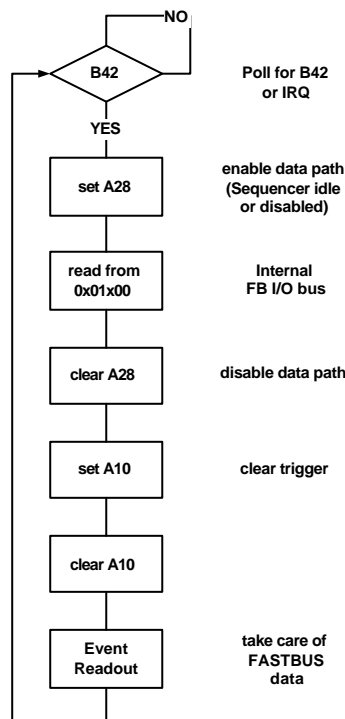 NO
B42
Poll for B42
or IRQ
YES
set A28
enable data path
(Sequencer idle
or disabled)
read from
0x01x00
Internal
FB I/O bus
clear A28
disable data path
set A10
clear trigger
clear A10
Event
Readout
take care of
FASTBUS
data